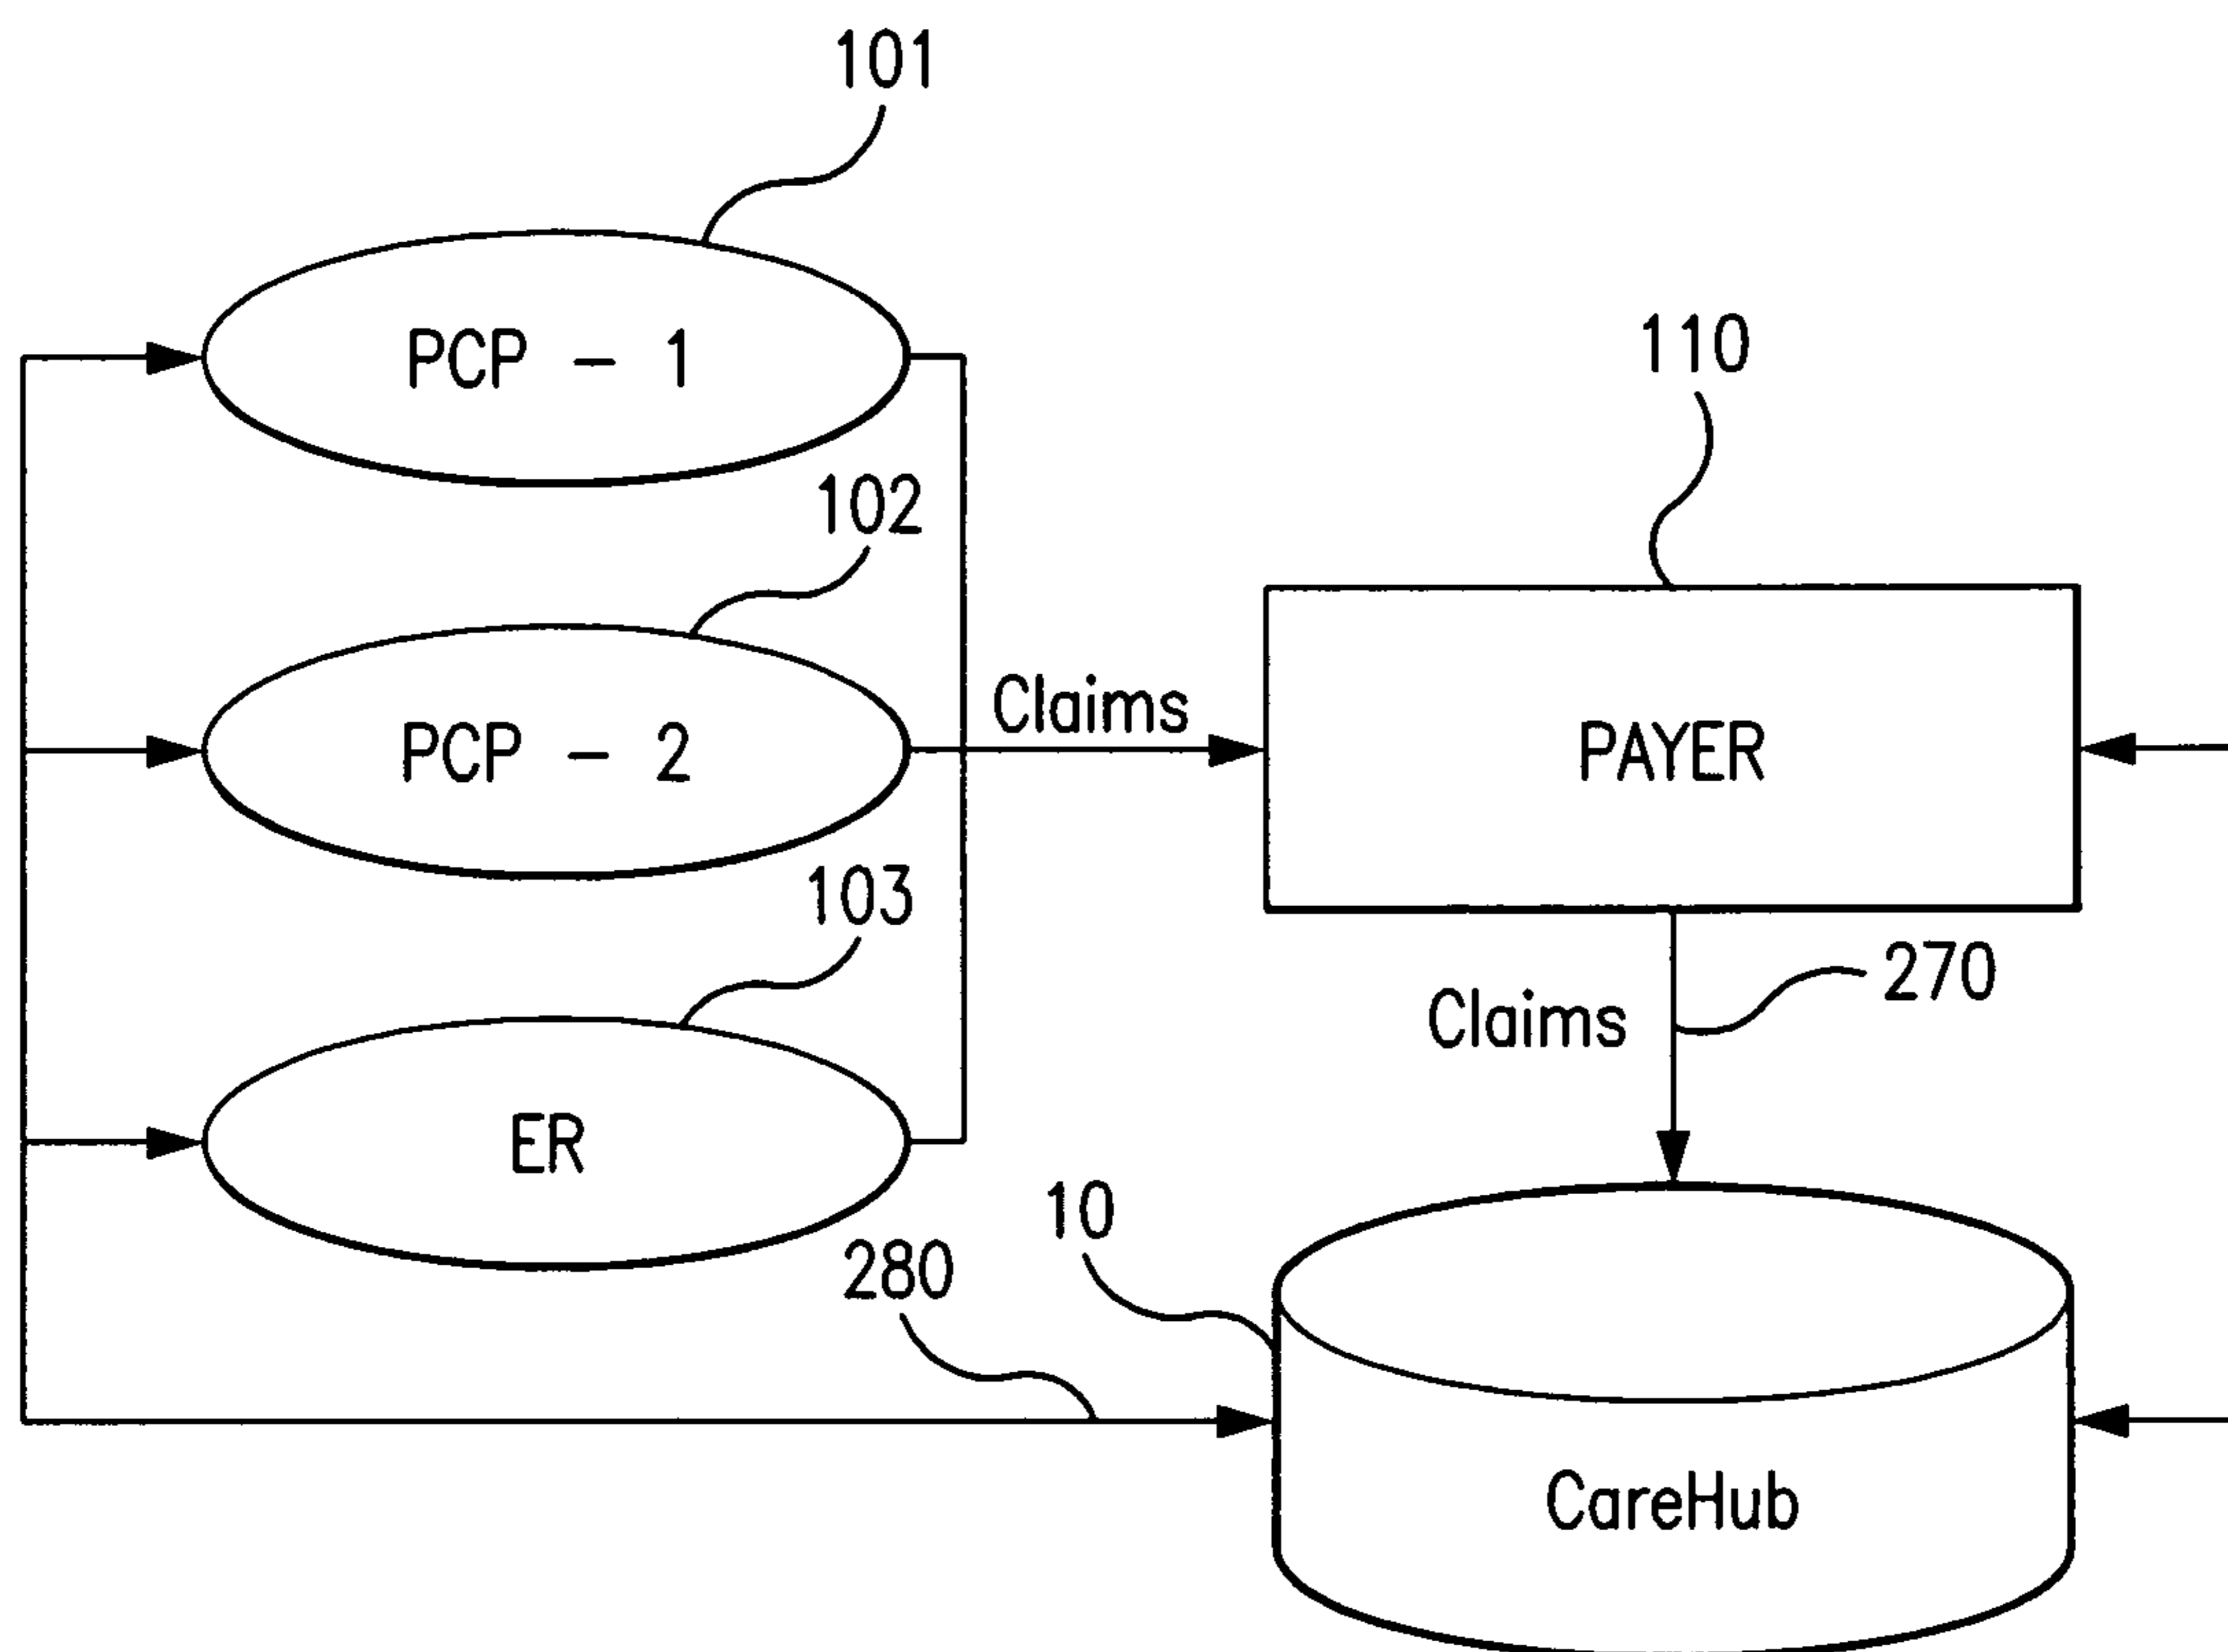 101
PCP - 1
110
102
Claims
PCP - 2
PAYER
103
270
Claims
ER
10
280
CareHub